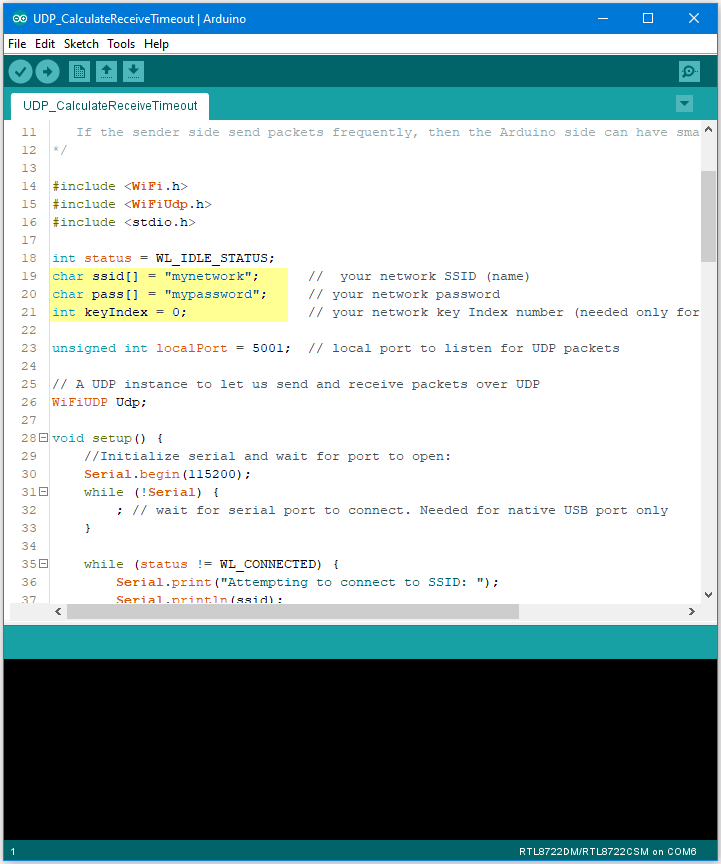 UDP_CalculateReceiveTimeout | Arduino
File Edit Sketch Tools Help
UDP_CalculateReceiveTimeout
11 If the sender side send packets frequently, then the Arduino side can have sma
12 */
13
14 #include <WiFi.h>
15 #include <WiFiUdp.h>
16 #include <stdio.h>
17
18 int status = WL_IDLE_STATUS;
19 char ssid[] = "mynetwork"; // your network SSID (name)
20 char pass[] = "mypassword"; // your network password
21 int keyIndex = 0; // your network key Index number (needed only for
22
23 unsigned int localPort = 5001; // local port to listen for UDP packets
24
25 // A UDP instance to let us send and receive packets over UDP
26 WiFiUDP Udp;
27
28 void setup() {
29 //Initialize serial and wait for port to open:
30 Serial.begin(115200);
31 while (!Serial) {
32 ; // wait for serial port to connect. Needed for native USB port only
33 }
34
35 while (status != WL_CONNECTED) {
36 Serial.print("Attempting to connect to SSID: ");
37 Serial.println(ssid);
1 RTL8722DM/RTL8722CSM on COM6